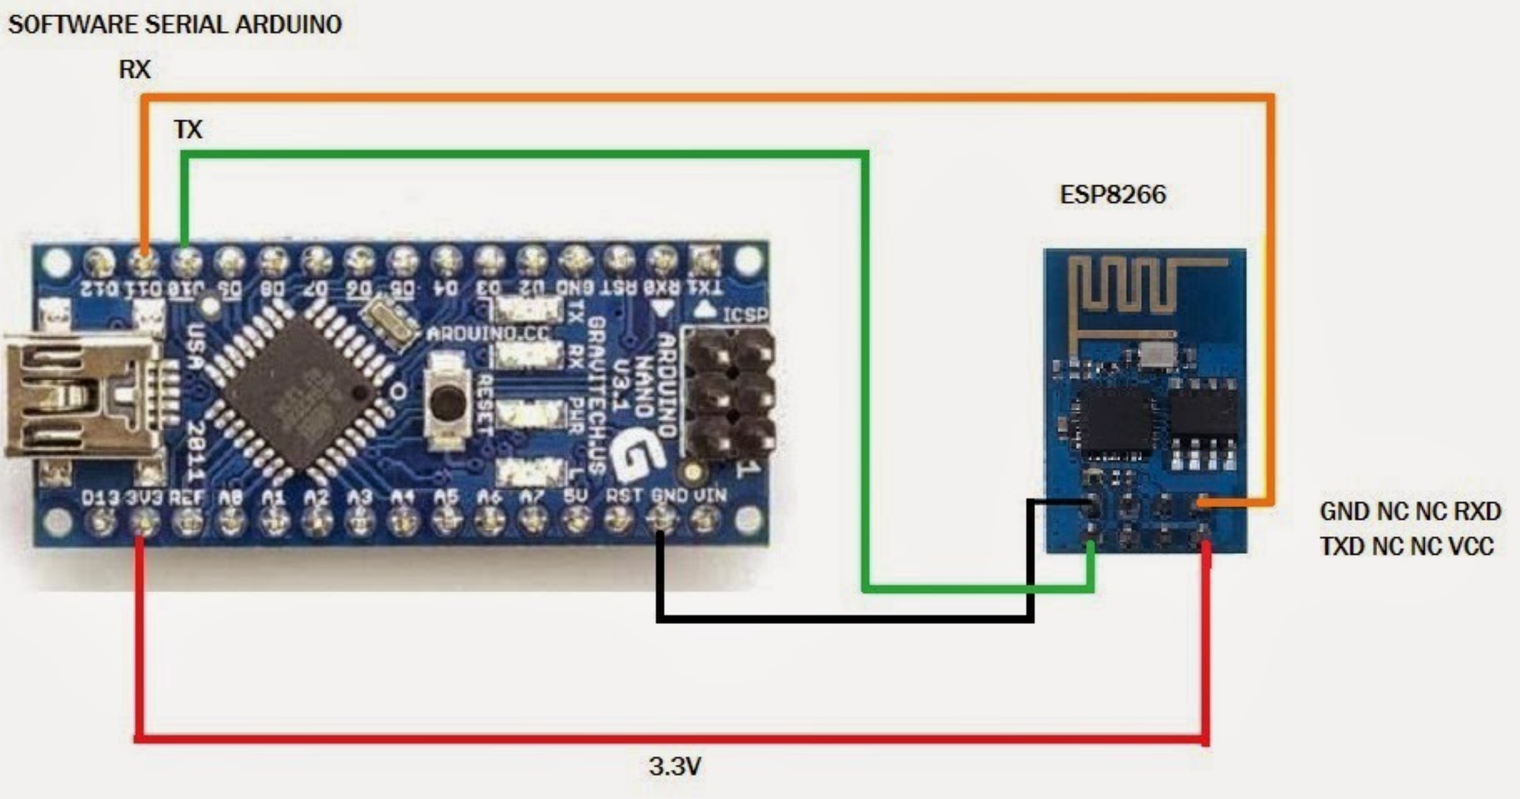 SOFTWARE SERIAL ARDUINO
RX
TX
ESP8266
D12 D11 D10 D9 D8 D7 D6 D5 D4 D3 D2 GND RST RX0 TX1
ICSP
ARDUINO.CC
USA
2011
RESET
TX
RX
PWR
L
GRAVITECH.US
ARDUINO
NANO
V3.1
G
1
D13 3V3 REF A0 A1 A2 A3 A4 A5 A6 A7 5V RST GND VIN
GND NC NC RXD
TXD NC NC VCC
3.3V